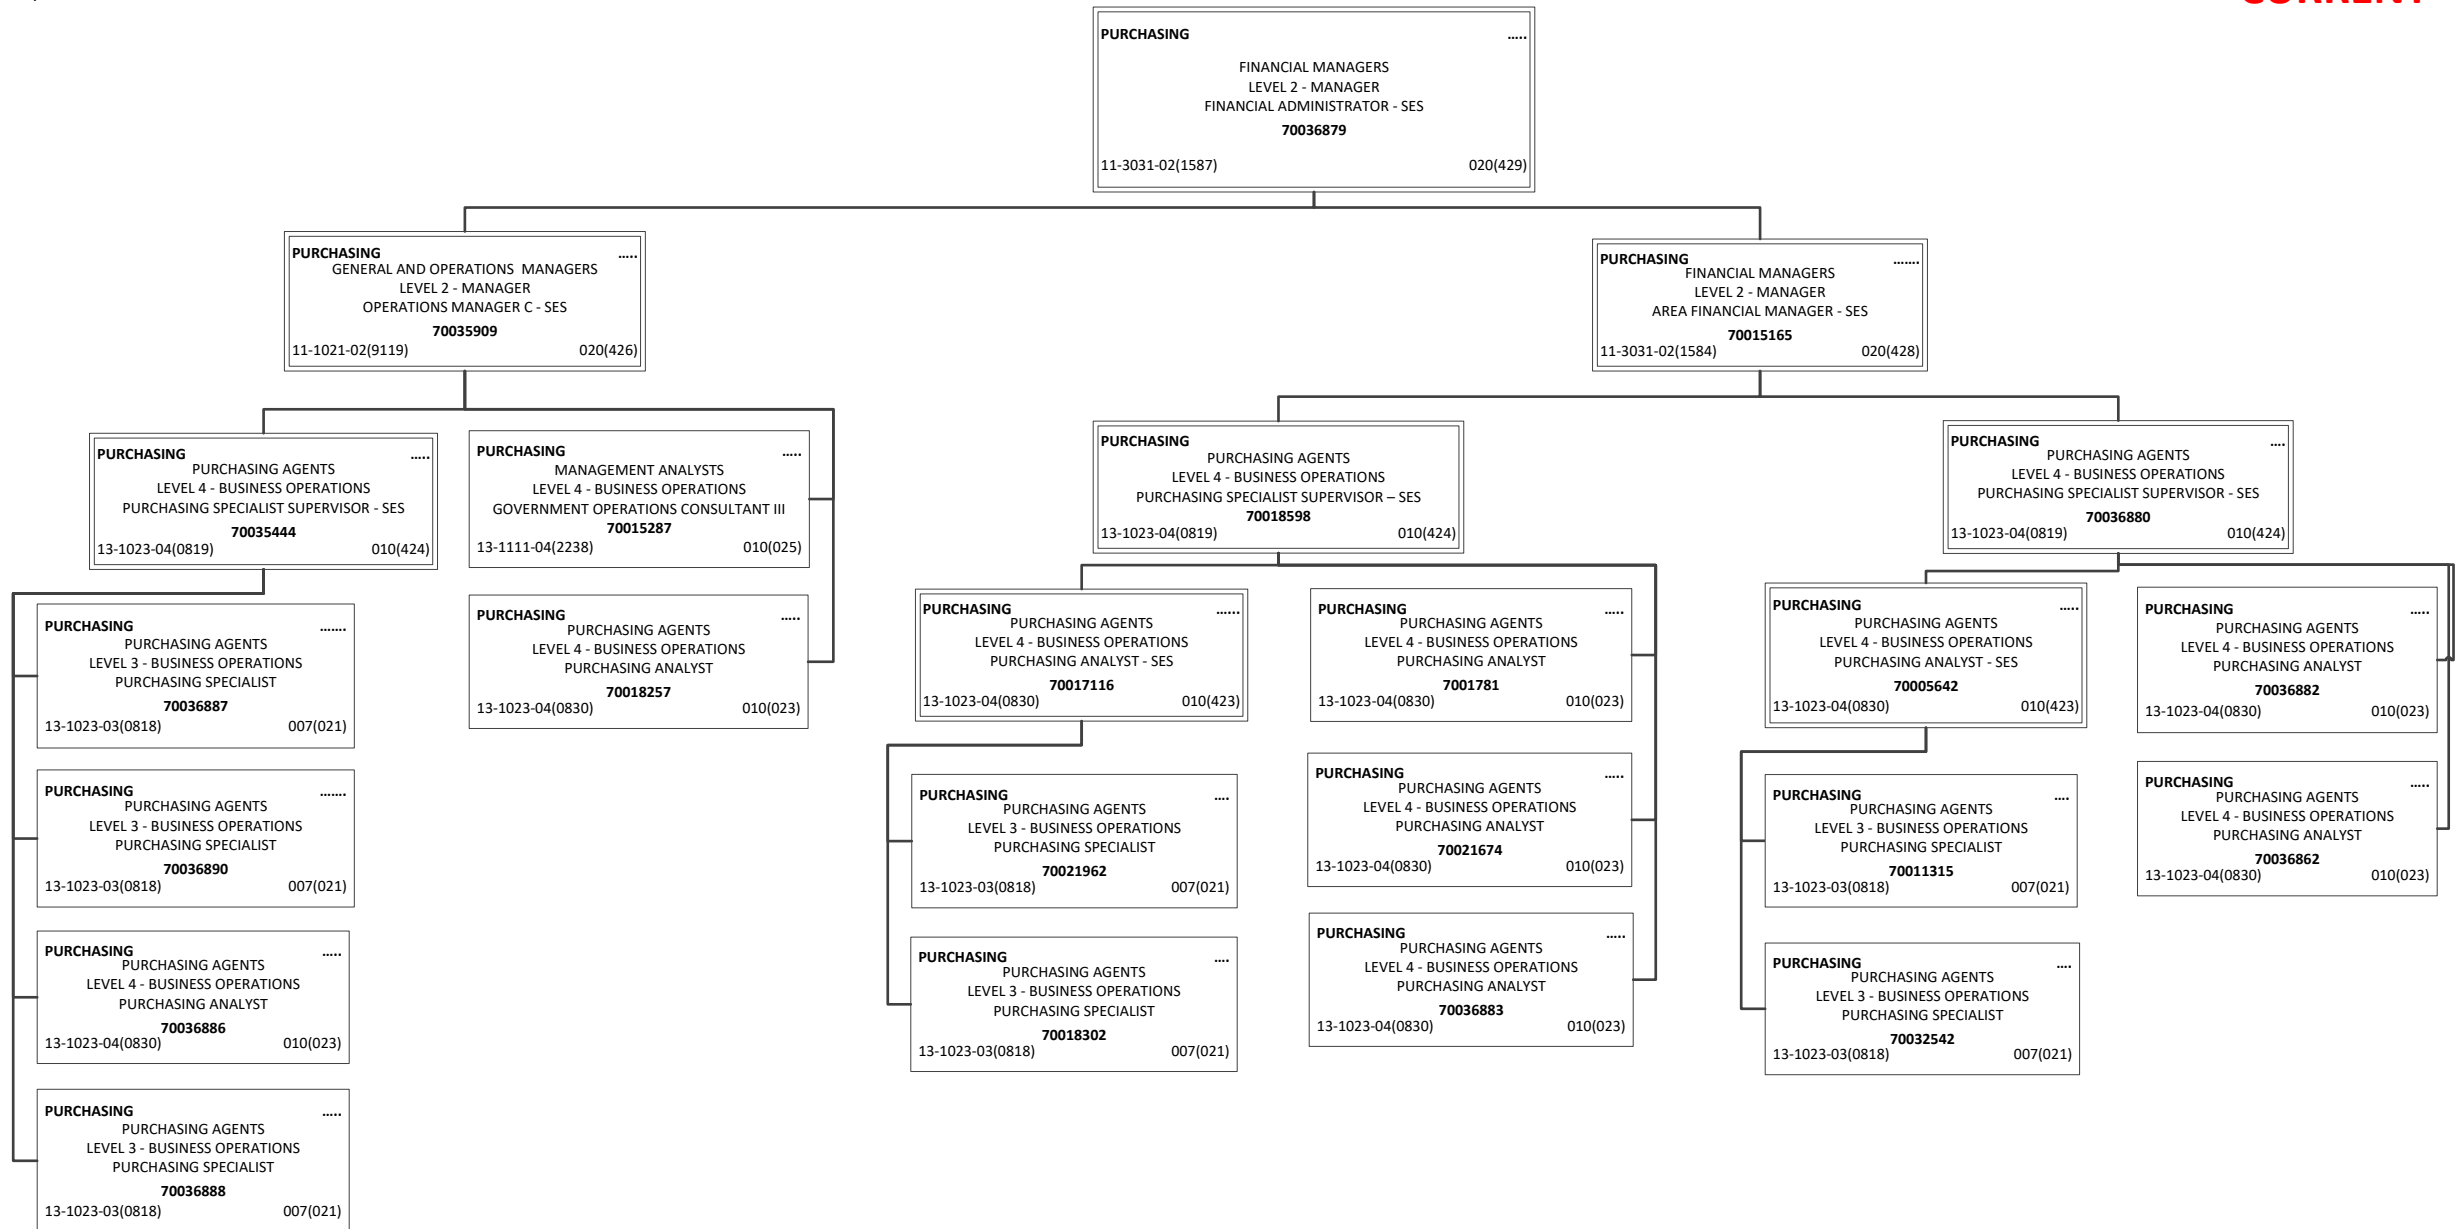 PURCHASING .....
FINANCIAL MANAGERS
LEVEL 2 - MANAGER
FINANCIAL ADMINISTRATOR - SES
70036879
11-3031-02(1587) 020(429)
PURCHASING .....
GENERAL AND OPERATIONS  MANAGERS
LEVEL 2 - MANAGER
OPERATIONS MANAGER C - SES
70035909
11-1021-02(9119) 020(426)
PURCHASING .......
FINANCIAL MANAGERS
LEVEL 2 - MANAGER
AREA FINANCIAL MANAGER - SES
70015165
11-3031-02(1584) 020(428)
PURCHASING .....
PURCHASING AGENTS
LEVEL 4 - BUSINESS OPERATIONS
PURCHASING SPECIALIST SUPERVISOR - SES
70035444
13-1023-04(0819) 010(424)
PURCHASING .....
MANAGEMENT ANALYSTS
LEVEL 4 - BUSINESS OPERATIONS
GOVERNMENT OPERATIONS CONSULTANT III
70015287
13-1111-04(2238) 010(025)
PURCHASING
PURCHASING AGENTS
LEVEL 4 - BUSINESS OPERATIONS
PURCHASING SPECIALIST SUPERVISOR – SES
70018598
13-1023-04(0819) 010(424)
PURCHASING ....
PURCHASING AGENTS
LEVEL 4 - BUSINESS OPERATIONS
PURCHASING SPECIALIST SUPERVISOR - SES
70036880
13-1023-04(0819) 010(424)
PURCHASING .......
PURCHASING AGENTS
LEVEL 3 - BUSINESS OPERATIONS
PURCHASING SPECIALIST
70036887
13-1023-03(0818) 007(021)
PURCHASING .....
PURCHASING AGENTS
LEVEL 4 - BUSINESS OPERATIONS
PURCHASING ANALYST
70018257
13-1023-04(0830) 010(023)
PURCHASING ......
PURCHASING AGENTS
LEVEL 4 - BUSINESS OPERATIONS
PURCHASING ANALYST - SES
70017116
13-1023-04(0830) 010(423)
PURCHASING .....
PURCHASING AGENTS
LEVEL 4 - BUSINESS OPERATIONS
PURCHASING ANALYST
7001781
13-1023-04(0830) 010(023)
PURCHASING .....
PURCHASING AGENTS
LEVEL 4 - BUSINESS OPERATIONS
PURCHASING ANALYST - SES
70005642
13-1023-04(0830) 010(423)
PURCHASING .....
PURCHASING AGENTS
LEVEL 4 - BUSINESS OPERATIONS
PURCHASING ANALYST
70036882
13-1023-04(0830) 010(023)
PURCHASING .......
PURCHASING AGENTS
LEVEL 3 - BUSINESS OPERATIONS
PURCHASING SPECIALIST
70036890
13-1023-03(0818) 007(021)
PURCHASING ....
PURCHASING AGENTS
LEVEL 3 - BUSINESS OPERATIONS
PURCHASING SPECIALIST
70021962
13-1023-03(0818) 007(021)
PURCHASING .....
PURCHASING AGENTS
LEVEL 4 - BUSINESS OPERATIONS
PURCHASING ANALYST
70021674
13-1023-04(0830) 010(023)
PURCHASING ....
PURCHASING AGENTS
LEVEL 3 - BUSINESS OPERATIONS
PURCHASING SPECIALIST
70011315
13-1023-03(0818) 007(021)
PURCHASING .....
PURCHASING AGENTS
LEVEL 4 - BUSINESS OPERATIONS
PURCHASING ANALYST
70036862
13-1023-04(0830) 010(023)
PURCHASING .....
PURCHASING AGENTS
LEVEL 4 - BUSINESS OPERATIONS
PURCHASING ANALYST
70036886
13-1023-04(0830) 010(023)
PURCHASING ....
PURCHASING AGENTS
LEVEL 3 - BUSINESS OPERATIONS
PURCHASING SPECIALIST
70018302
13-1023-03(0818) 007(021)
PURCHASING .....
PURCHASING AGENTS
LEVEL 4 - BUSINESS OPERATIONS
PURCHASING ANALYST
70036883
13-1023-04(0830) 010(023)
PURCHASING ....
PURCHASING AGENTS
LEVEL 3 - BUSINESS OPERATIONS
PURCHASING SPECIALIST
70032542
13-1023-03(0818) 007(021)
PURCHASING .....
PURCHASING AGENTS
LEVEL 3 - BUSINESS OPERATIONS
PURCHASING SPECIALIST
70036888
13-1023-03(0818) 007(021)